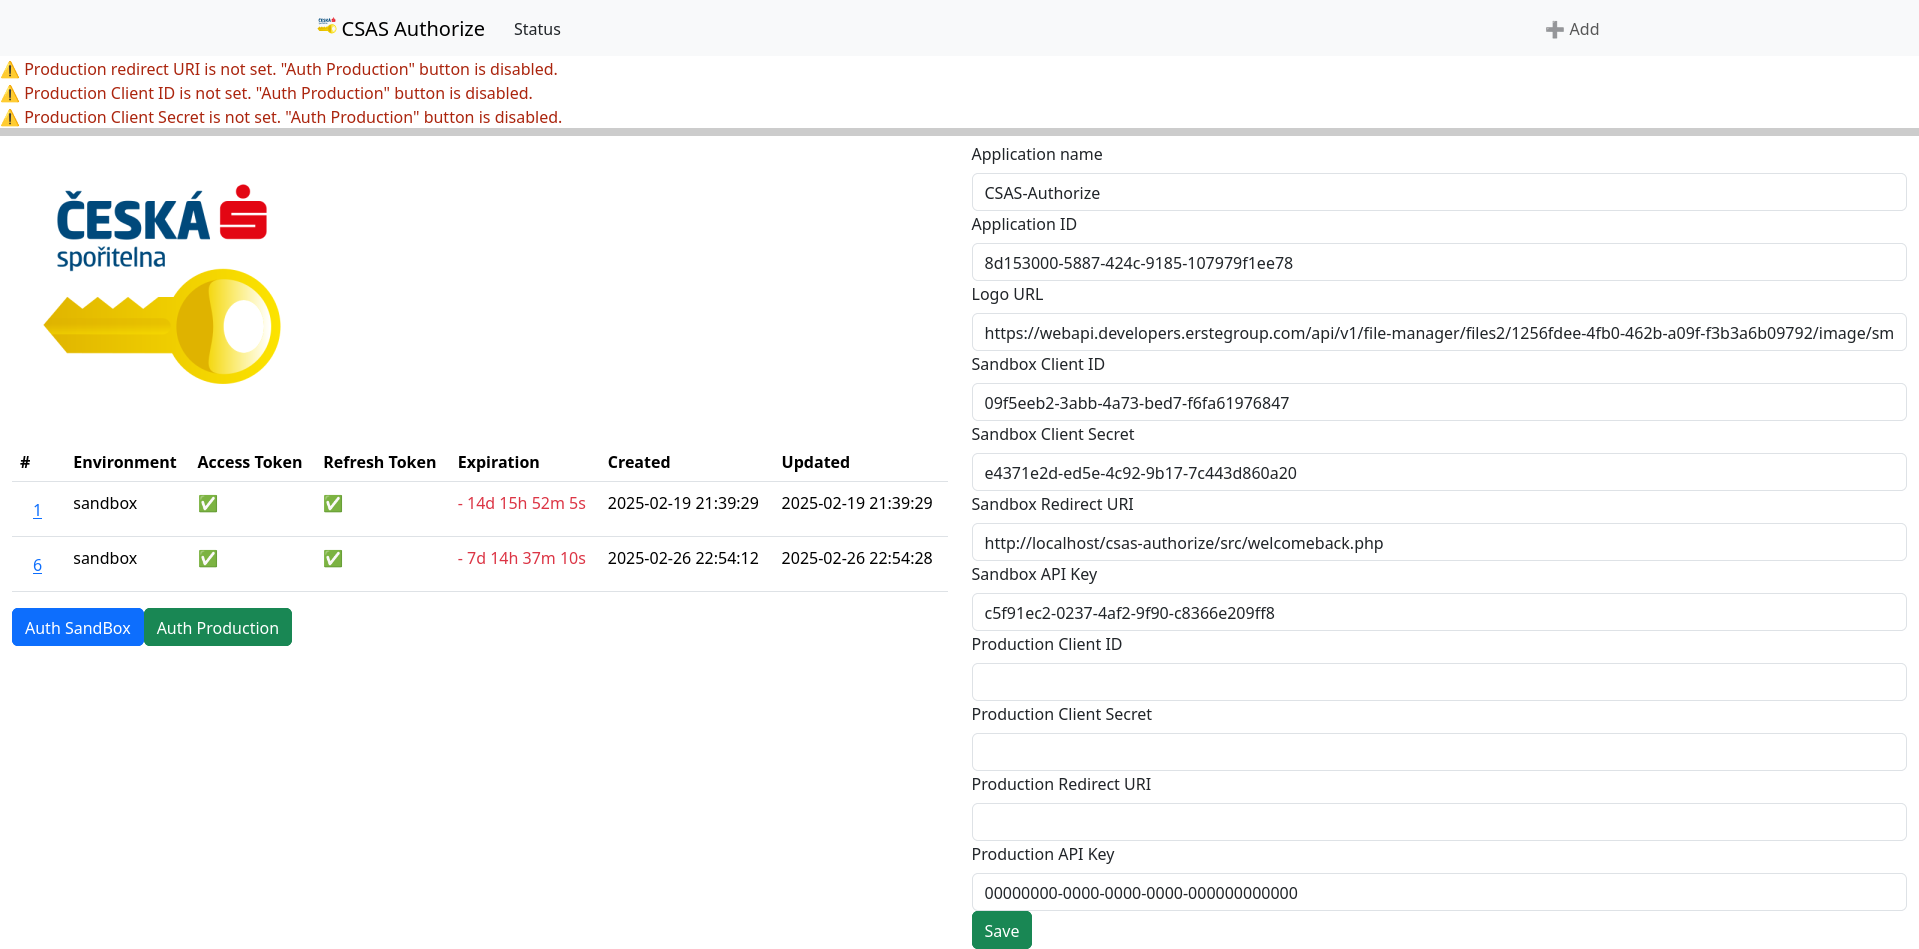 CSAS Authorize
Status
➕ Add
⚠️ Production redirect URI is not set. "Auth Production" button is disabled.
⚠️ Production Client ID is not set. "Auth Production" button is disabled.
⚠️ Production Client Secret is not set. "Auth Production" button is disabled.
ČESKÁ
spořitelna
# Environment Access Token Refresh Token Expiration Created Updated
1 sandbox ✅ ✅ - 14d 15h 52m 5s 2025-02-19 21:39:29 2025-02-19 21:39:29
6 sandbox ✅ ✅ - 7d 14h 37m 10s 2025-02-26 22:54:12 2025-02-26 22:54:28
Auth SandBox Auth Production
Application name
CSAS-Authorize
Application ID
8d153000-5887-424c-9185-107979f1ee78
Logo URL
https://webapi.developers.erstegroup.com/api/v1/file-manager/files2/1256fdee-4fb0-462b-a09f-f3b3a6b09792/image/sm
Sandbox Client ID
09f5eeb2-3abb-4a73-bed7-f6fa61976847
Sandbox Client Secret
e4371e2d-ed5e-4c92-9b17-7c443d860a20
Sandbox Redirect URI
http://localhost/csas-authorize/src/welcomeback.php
Sandbox API Key
c5f91ec2-0237-4af2-9f90-c8366e209ff8
Production Client ID
Production Client Secret
Production Redirect URI
Production API Key
00000000-0000-0000-0000-000000000000
Save